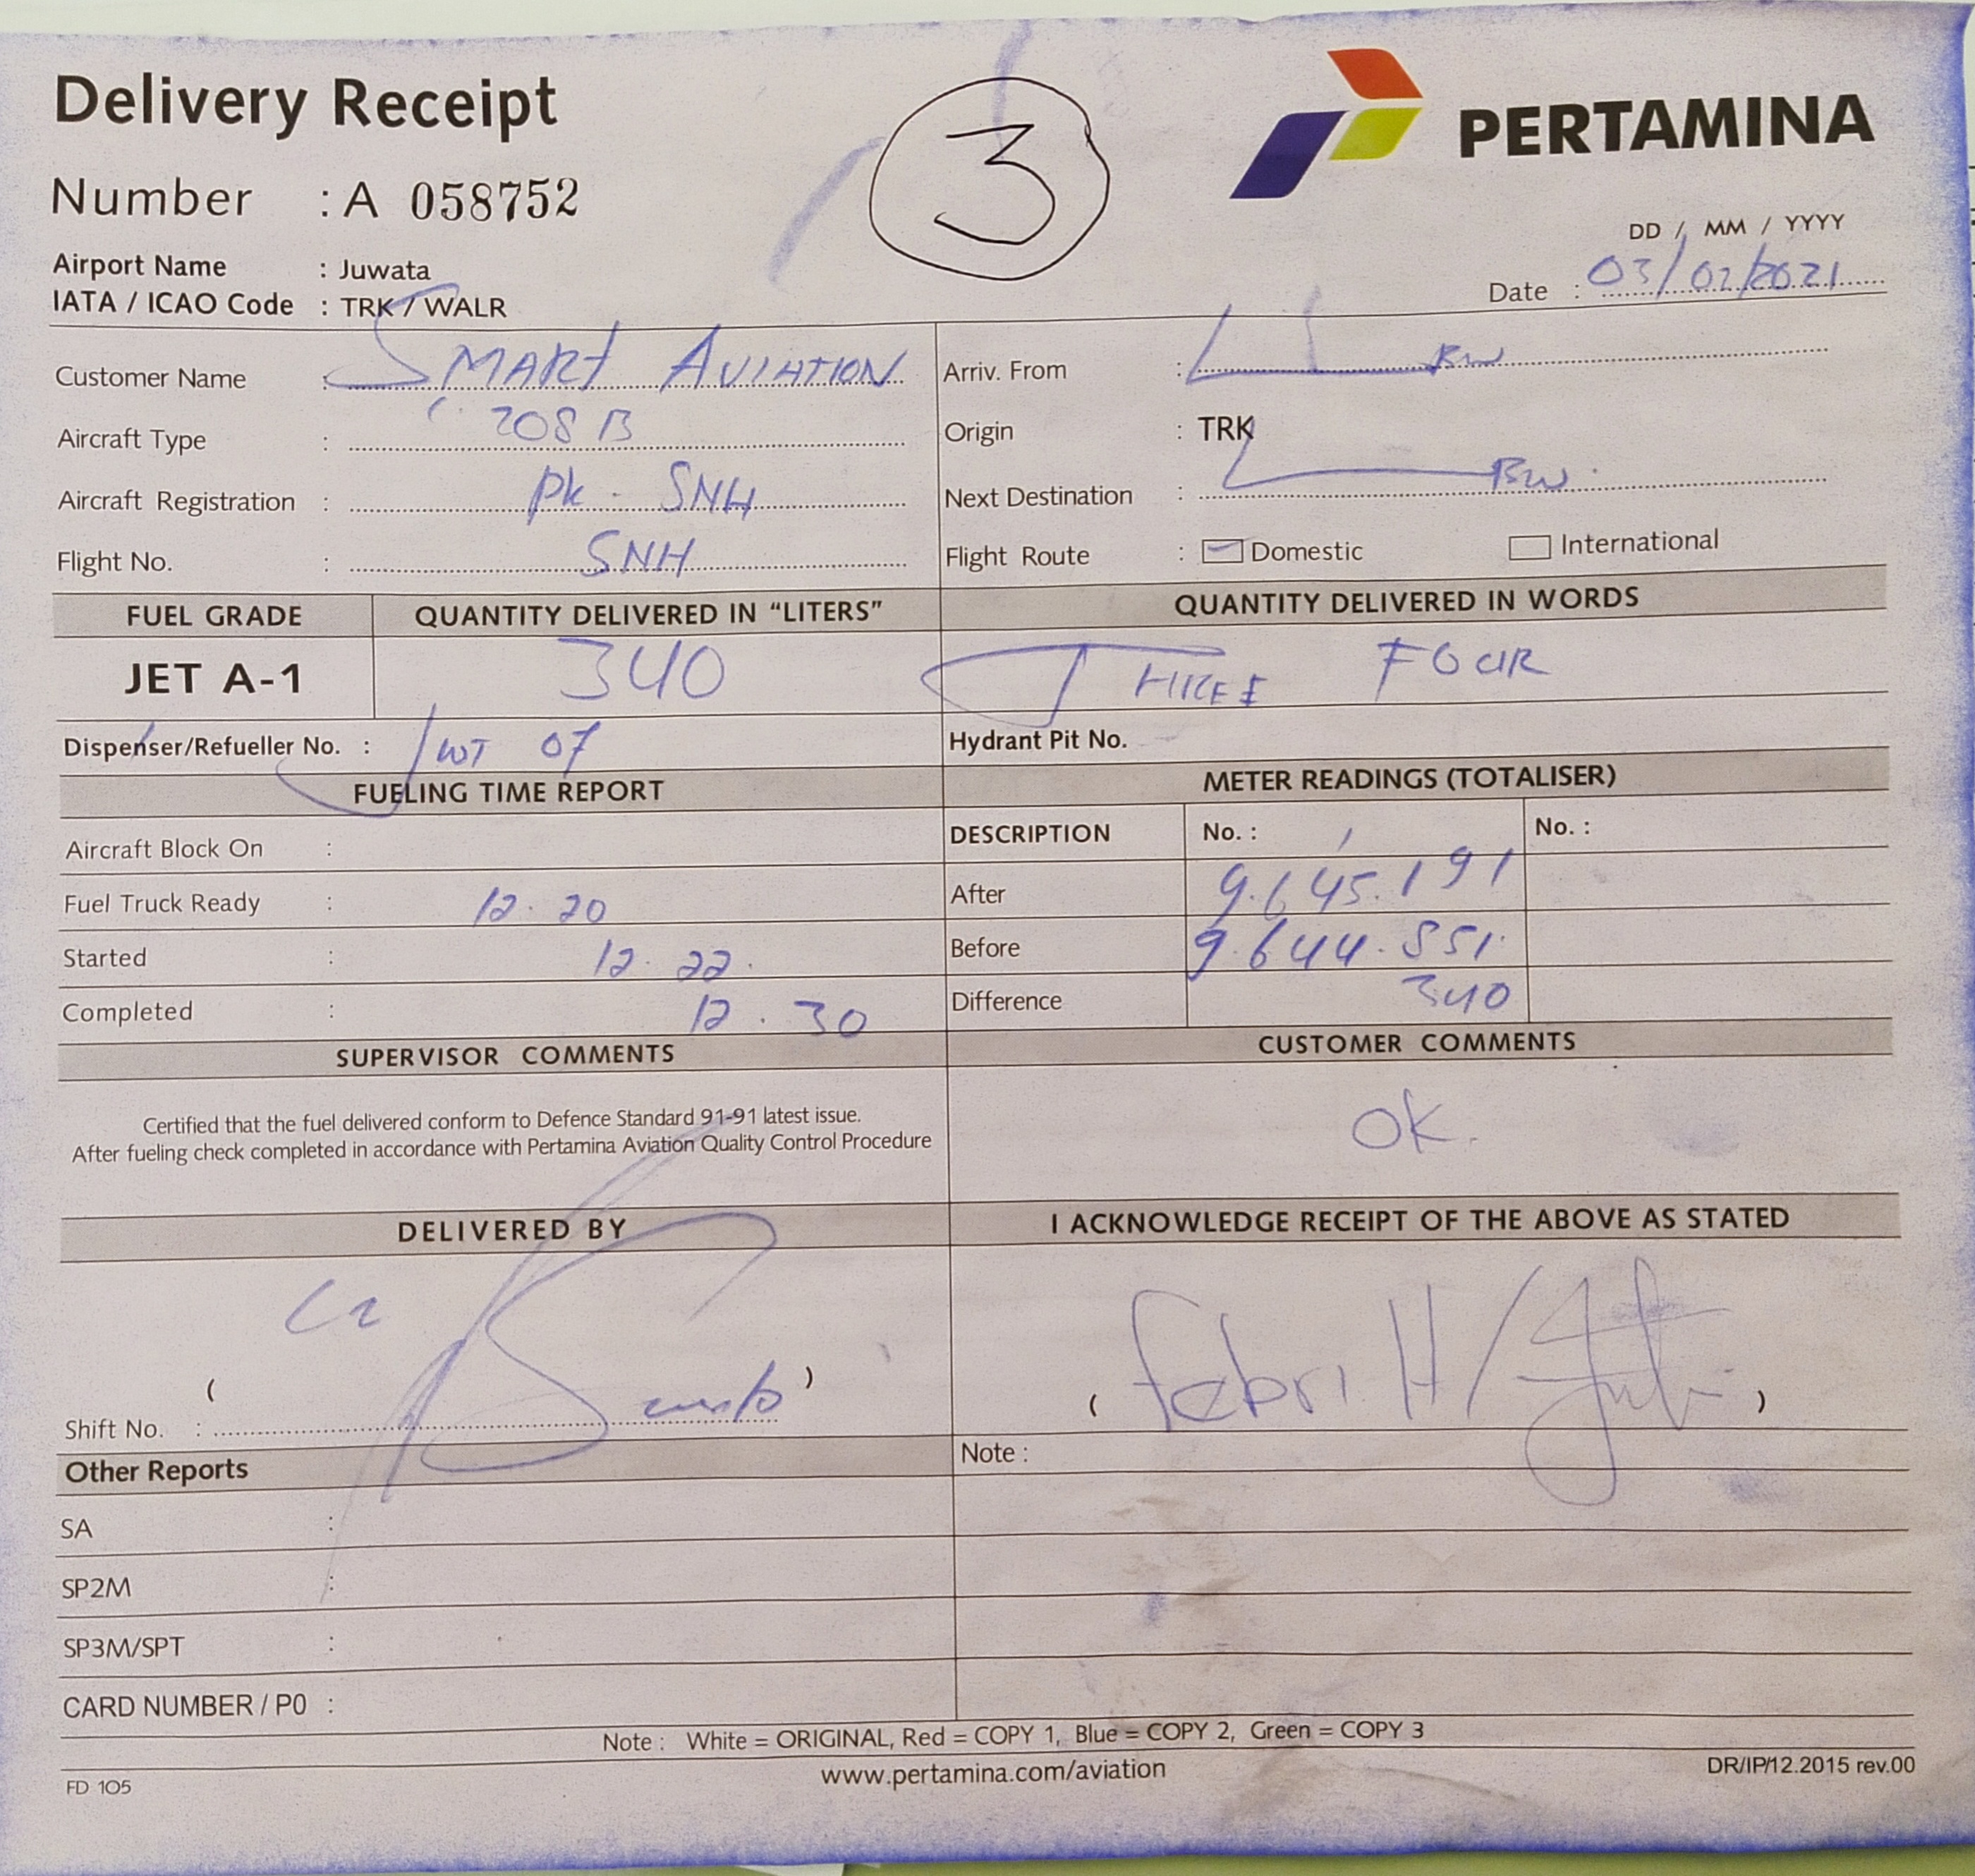 Delivery Receipt
3
PERTAMINA
Number : A 058752
DD / MM / YYYY
Airport Name : Juwata
Date : 03/02/2021
IATA / ICAO Code : TRK / WALR
Customer Name : SMART AVIATION
Arriv. From :
Aircraft Type : C. 208 B
Origin : TRK
Aircraft Registration : PK - SNH
Next Destination :
Flight No. : SNH
Flight Route : Domestic International
FUEL GRADE QUANTITY DELIVERED IN "LITERS" QUANTITY DELIVERED IN WORDS
JET A-1 340 THREE FOUR
Dispenser/Refueller No. : 07
Hydrant Pit No.
FUELING TIME REPORT
METER READINGS (TOTALISER)
Aircraft Block On :
DESCRIPTION No. : 1 No. :
Fuel Truck Ready : 12.20
After 9.645.191
Started : 12.22.
Before 9.644.851.
Completed : 12.30
Difference 340
SUPERVISOR COMMENTS
CUSTOMER COMMENTS
Certified that the fuel delivered conform to Defence Standard 91-91 latest issue.
After fueling check completed in accordance with Pertamina Aviation Quality Control Procedure
OK.
DELIVERED BY
I ACKNOWLEDGE RECEIPT OF THE ABOVE AS STATED
( )
( Febri. H / )
Shift No. :
Note :
Other Reports
SA :
SP2M :
SP3M/SPT :
CARD NUMBER / P0 :
Note : White = ORIGINAL, Red = COPY 1, Blue = COPY 2, Green = COPY 3
FD 105
www.pertamina.com/aviation
DR/IP/12.2015 rev.00